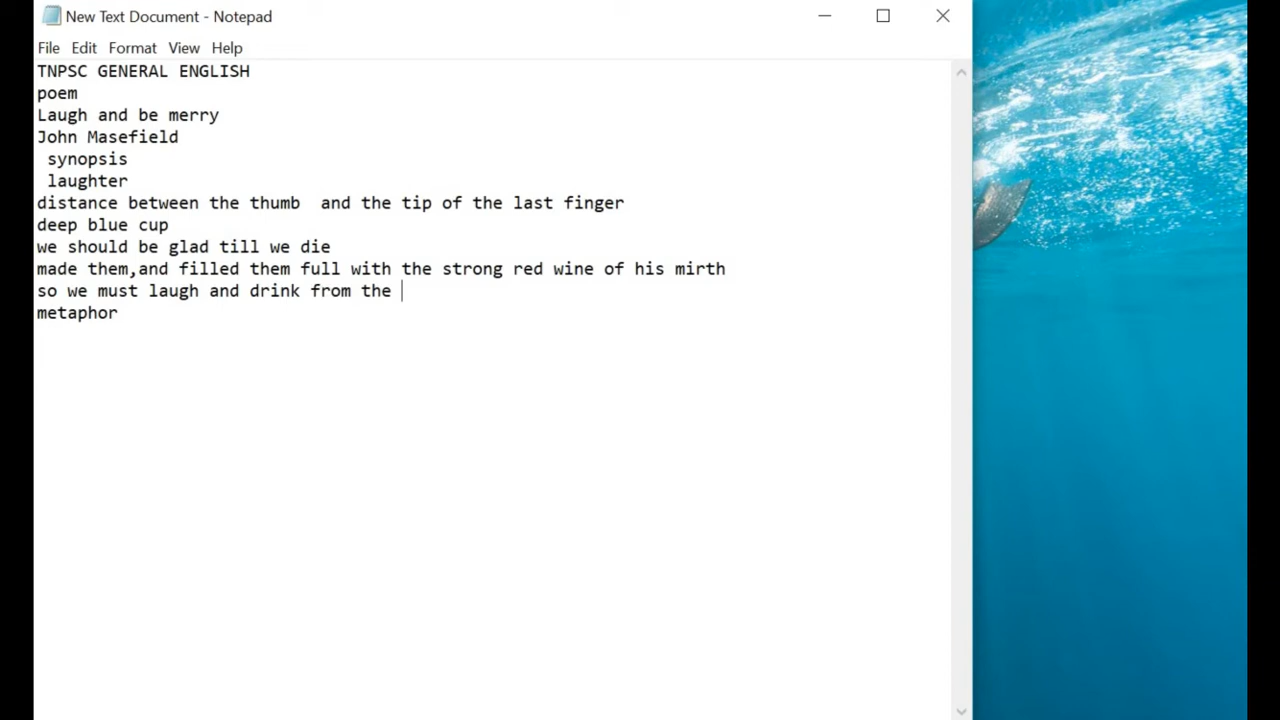 New Text Document - Notepad
File Edit Format View Help
TNPSC GENERAL ENGLISH
poem
Laugh and be merry
John Masefield
synopsis
laughter
distance between the thumb  and the tip of the last finger
deep blue cup
we should be glad till we die
made them,and filled them full with the strong red wine of his mirth
so we must laugh and drink from the
metaphor